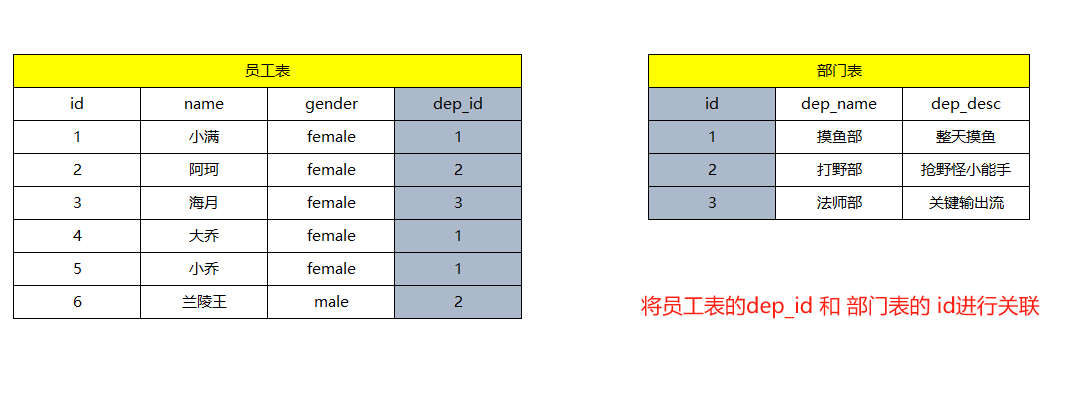 员工表
id name gender dep_id
1 小满 female 1
2 阿珂 female 2
3 海月 female 3
4 大乔 female 1
5 小乔 female 1
6 兰陵王 male 2
部门表
id dep_name dep_desc
1 摸鱼部 整天摸鱼
2 打野部 抢野怪小能手
3 法师部 关键输出流
将员工表的dep_id 和 部门表的 id进行关联